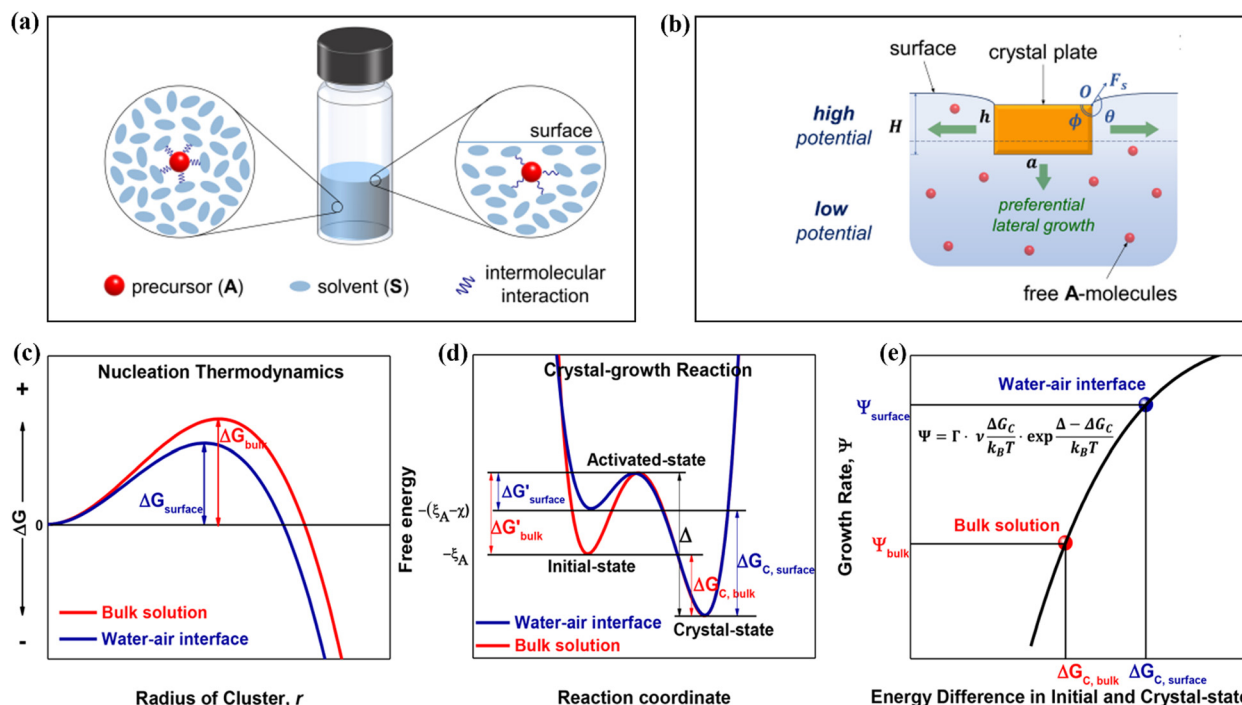 (a)
surface
precursor (A)
solvent (S)
intermolecular
interaction
(b)
surface
crystal plate
O
F_s
high
potential
H
h
ϕ
θ
a
low
potential
preferential
lateral growth
free A-molecules
(c)
Nucleation Thermodynamics
+
ΔG
0
-
ΔG_bulk
ΔG_surface
Bulk solution
Water-air interface
Radius of Cluster, r
(d)
Crystal-growth Reaction
Free energy
Activated-state
ΔG'_surface
−(ξ_A−χ)
ΔG'_bulk
Δ
−ξ_A
Initial-state
ΔG_C, surface
ΔG_C, bulk
Water-air interface
Bulk solution
Crystal-state
Reaction coordinate
(e)
Growth Rate, Ψ
Water-air interface
Ψ_surface
Ψ = Γ · ν ΔG_C/k_BT · exp Δ − ΔG_C/k_BT
Bulk solution
Ψ_bulk
ΔG_C, bulk
ΔG_C, surface
Energy Difference in Initial and Crystal-state